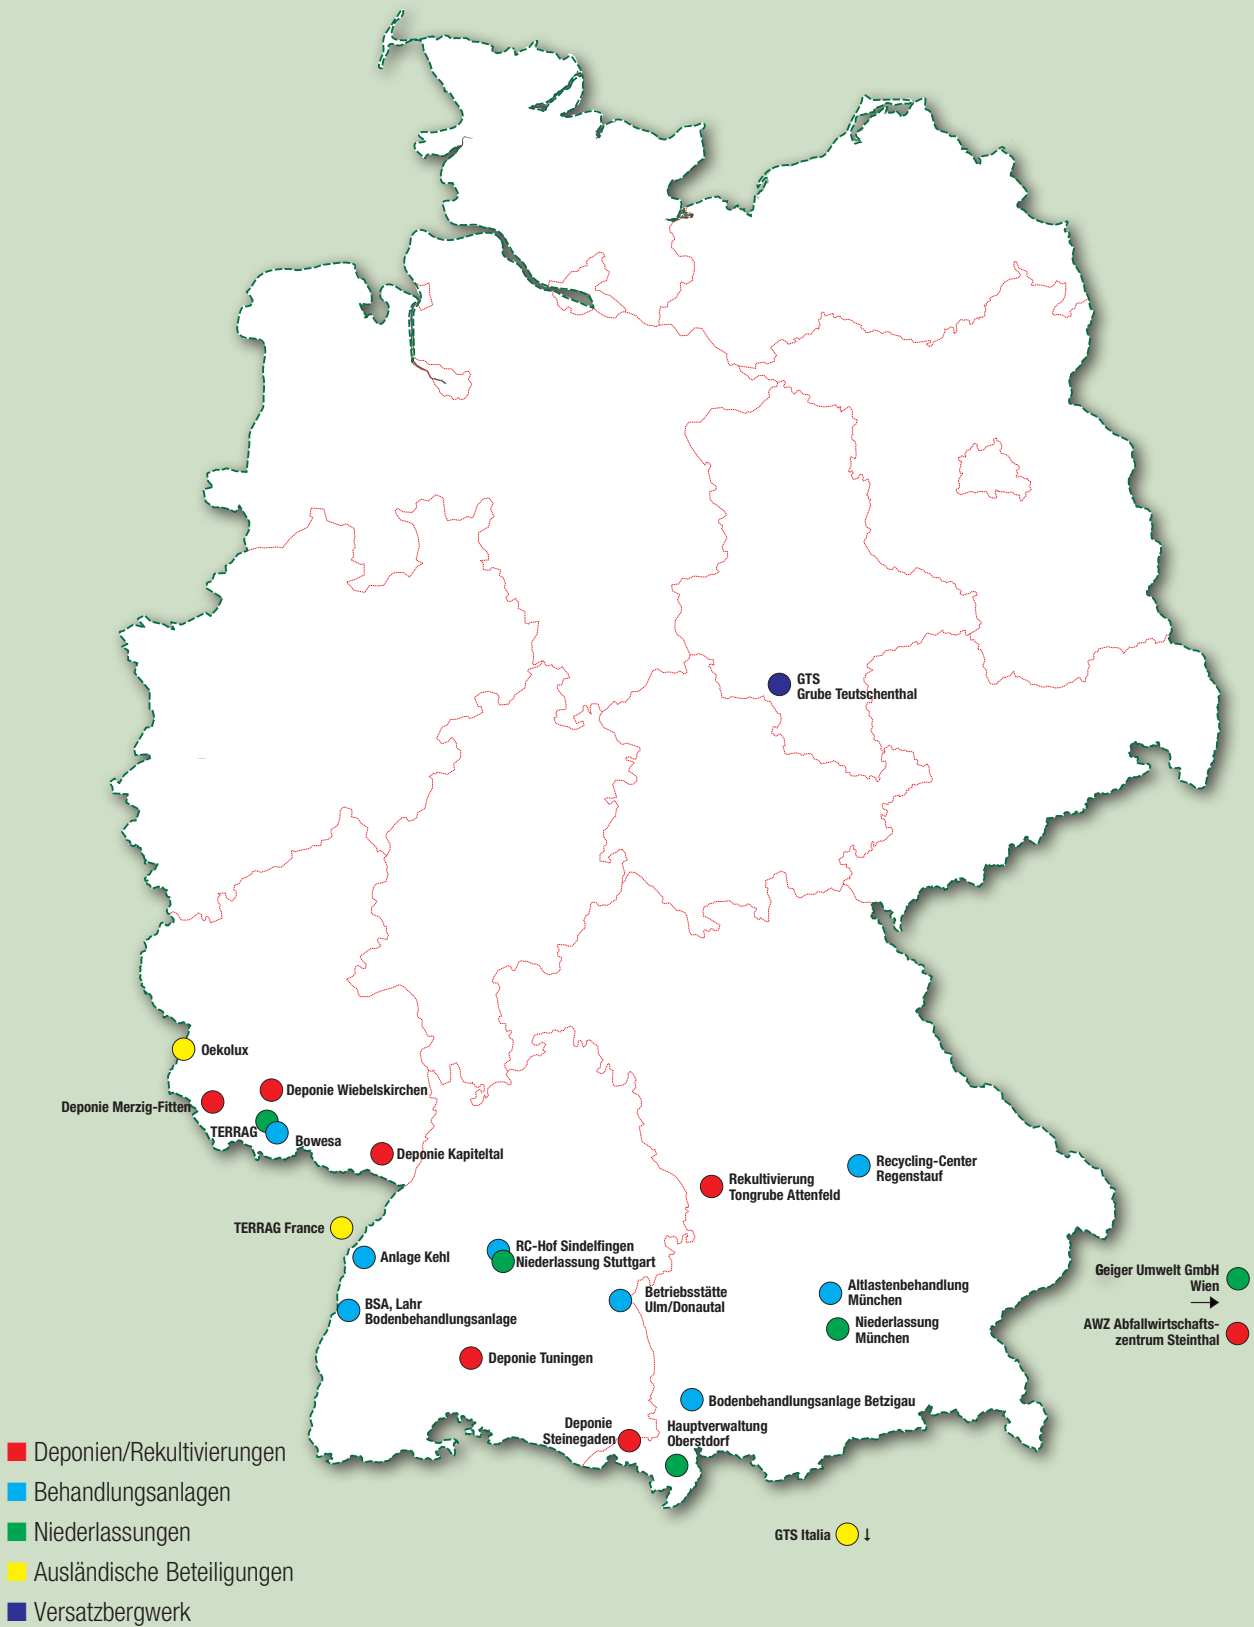 GTS
Grube Teutschenthal
Oekolux
Deponie Wiebelskirchen
Deponie Merzig-Fitten
TERRAG
Bowesa
Deponie Kapiteltal
Recycling-Center
Regenstauf
Rekultivierung
Tongrube Attenfeld
TERRAG France
Anlage Kehl
RC-Hof Sindelfingen
Niederlassung Stuttgart
Geiger Umwelt GmbH
Wien
→
Altlastenbehandlung
München
Betriebsstätte
Ulm/Donautal
BSA, Lahr
Bodenbehandlungsanlage
Niederlassung
München
AWZ Abfallwirtschafts-
zentrum Steinthal
Deponie Tuningen
Bodenbehandlungsanlage Betzigau
Deponie
Steinegaden
Hauptverwaltung
Oberstdorf
GTS Italia ↓
Deponien/Rekultivierungen
Behandlungsanlagen
Niederlassungen
Ausländische Beteiligungen
Versatzbergwerk